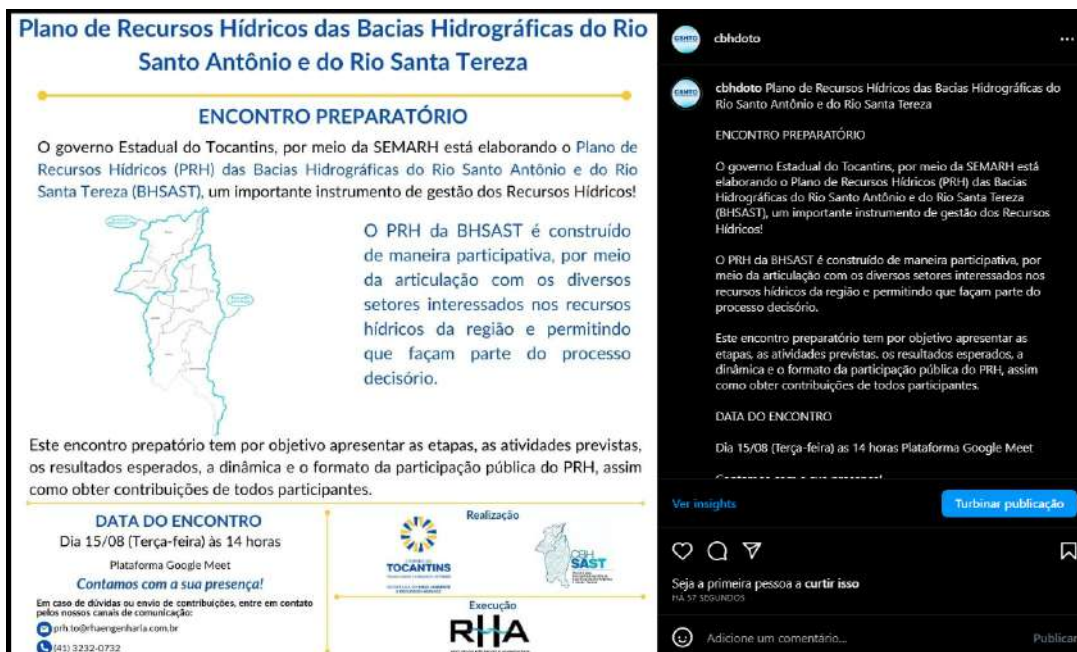 Plano de Recursos Hídricos das Bacias Hidrográficas do Rio
Santo Antônio e do Rio Santa Tereza
ENCONTRO PREPARATÓRIO
O governo Estadual do Tocantins, por meio da SEMARH está elaborando o Plano de
Recursos Hídricos (PRH) das Bacias Hidrográficas do Rio Santo Antônio e do Rio
Santa Tereza (BHSAST), um importante instrumento de gestão dos Recursos Hídricos!
O PRH da BHSAST é construído
de maneira participativa, por meio
da articulação com os diversos
setores interessados nos recursos
hídricos da região e permitindo
que façam parte do processo
decisório.
Este encontro prepatório tem por objetivo apresentar as etapas, as atividades previstas,
os resultados esperados, a dinâmica e o formato da participação pública do PRH, assim
como obter contribuições de todos participantes.
DATA DO ENCONTRO
Dia 15/08 (Terça-feira) às 14 horas
Plataforma Google Meet
Contamos com a sua presença!
Em caso de dúvidas ou envio de contribuições, entre em contato
pelos nossos canais de comunicação:
prh.to@rhaengenharia.com.br
(41) 3232-0732
Realização
TOCANTINS
CBH
SAST
Execução
RHA
cbhdoto
cbhdoto Plano de Recursos Hídricos das Bacias Hidrográficas do
Rio Santo Antônio e do Rio Santa Tereza
ENCONTRO PREPARATÓRIO
O governo Estadual do Tocantins, por meio da SEMARH está
elaborando o Plano de Recursos Hídricos (PRH) das Bacias
Hidrográficas do Rio Santo Antônio e do Rio Santa Tereza
(BHSAST), um importante instrumento de gestão dos Recursos
Hídricos!
O PRH da BHSAST é construído de maneira participativa, por
meio da articulação com os diversos setores interessados nos
recursos hídricos da região e permitindo que façam parte do
processo decisório.
Este encontro preparatório tem por objetivo apresentar as
etapas, as atividades previstas. os resultados esperados, a
dinâmica e o formato da participação pública do PRH, assim
como obter contribuições de todos participantes.
DATA DO ENCONTRO
Dia 15/08 (Terça-feira) as 14 horas Plataforma Google Meet
Contamos com a sua presença!
Ver insights
Turbinar publicação
Seja a primeira pessoa a curtir isso
HÁ 57 SEGUNDOS
Adicione um comentário...
Publicar